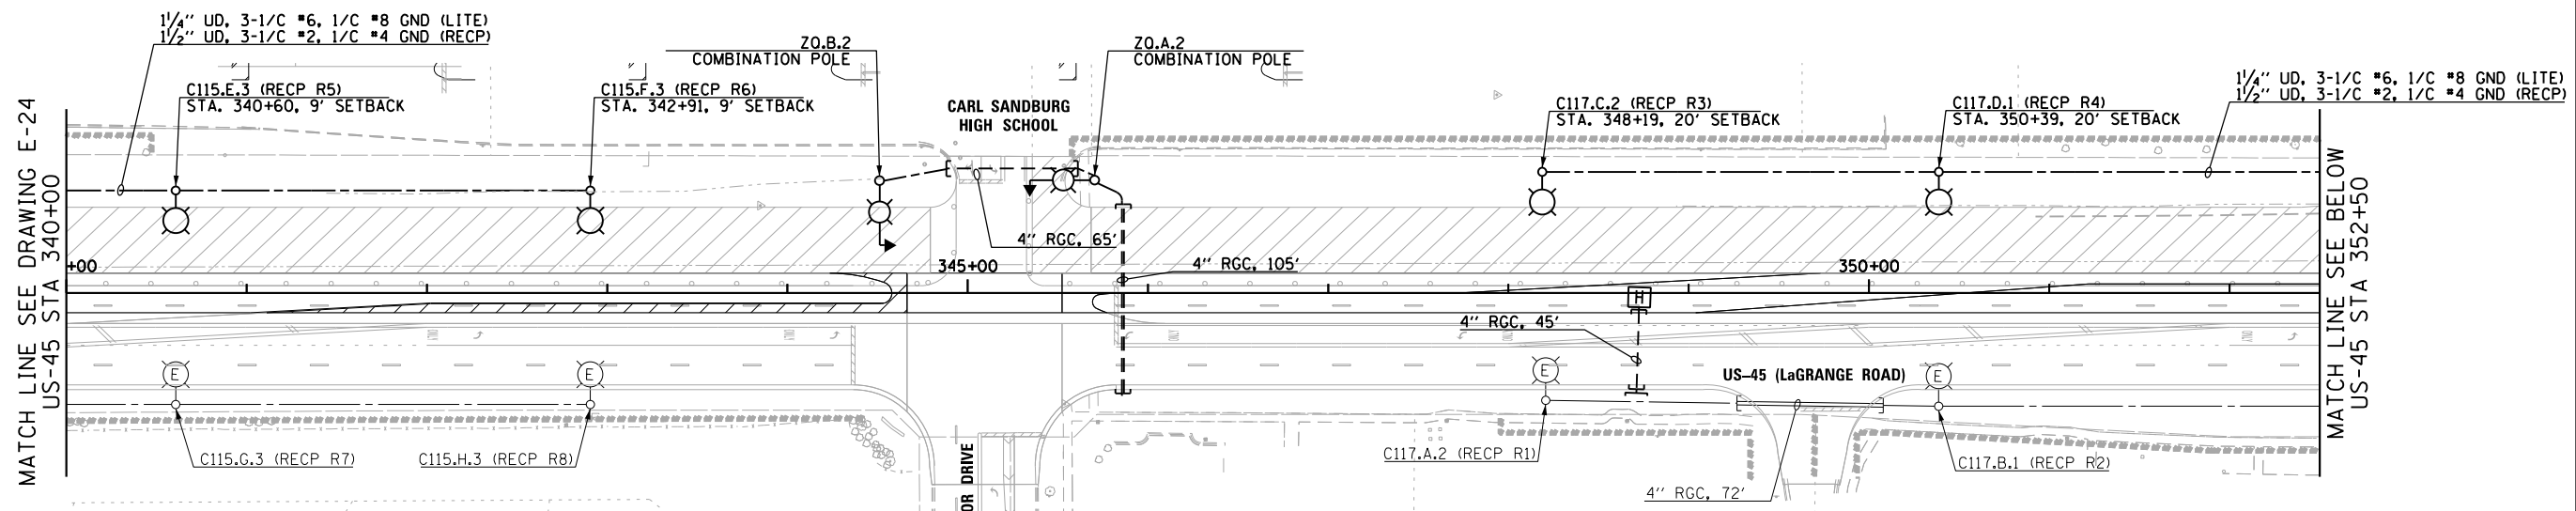 1¼" UD, 3-1/C #6, 1/C #8 GND (LITE)
1½" UD, 3-1/C #2, 1/C #4 GND (RECP)
C115.E.3 (RECP R5)
STA. 340+60, 9' SETBACK
C115.F.3 (RECP R6)
STA. 342+91, 9' SETBACK
ZO.B.2
COMBINATION POLE
CARL SANDBURG
HIGH SCHOOL
ZO.A.2
COMBINATION POLE
C117.C.2 (RECP R3)
STA. 348+19, 20' SETBACK
C117.D.1 (RECP R4)
STA. 350+39, 20' SETBACK
1¼" UD, 3-1/C #6, 1/C #8 GND (LITE)
1½" UD, 3-1/C #2, 1/C #4 GND (RECP)
MATCH LINE SEE DRAWING E-24
US-45 STA 340+00
+00
345+00
350+00
4" RGC, 65'
4" RGC, 105'
H
4" RGC, 45'
US-45 (LaGRANGE ROAD)
E
E
E
E
C115.G.3 (RECP R7)
C115.H.3 (RECP R8)
OR DRIVE
C117.A.2 (RECP R1)
4" RGC, 72'
C117.B.1 (RECP R2)
MATCH LINE SEE BELOW
US-45 STA 352+50